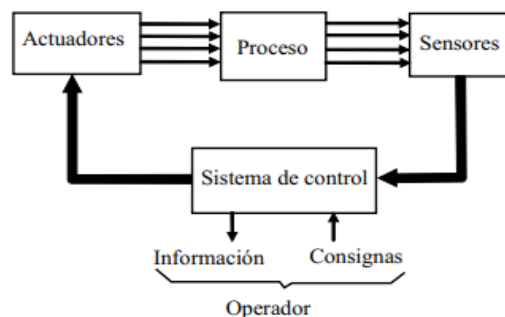 Actuadores
Proceso
Sensores
Sistema de control
Información
Consignas
Operador